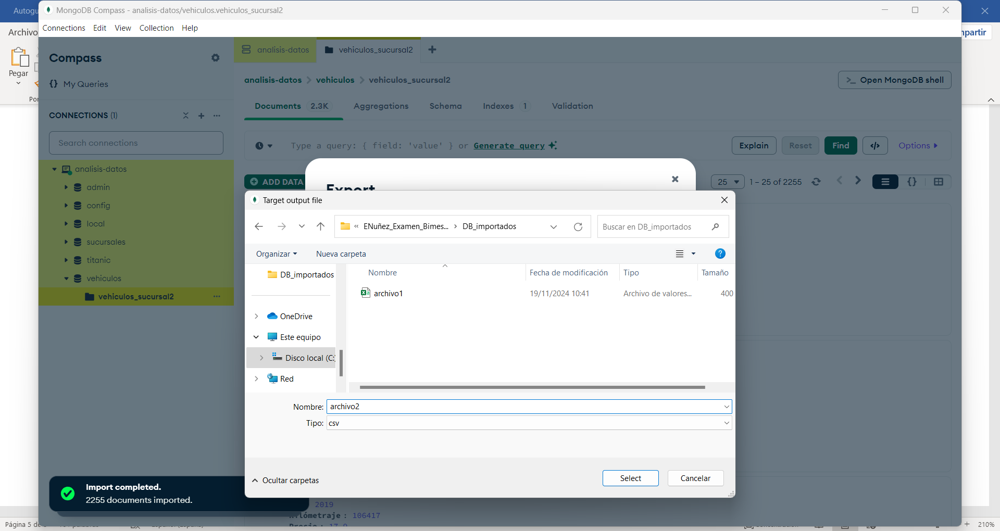 MongoDB Compass - analisis-datos/vehiculos.vehiculos_sucursal2
Connections Edit View Collection Help
Archivo
Pegar
Compass
My Queries
CONNECTIONS (1)
Search connections
analisis-datos
admin
config
local
sucursales
titanic
vehiculos
vehiculos_sucursal2
analisis-datos
vehiculos_sucursal2
analisis-datos > vehiculos > vehiculos_sucursal2
>_ Open MongoDB shell
Documents 2.3K Aggregations Schema Indexes 1 Validation
Type a query: { field: 'value' } or Generate query
Explain Reset Find </> Options
ADD DATA
25 1 – 25 of 2255
Export
Target output file
« ENuñez_Examen_Bimes... > DB_importados
Buscar en DB_importados
Organizar Nueva carpeta
DB_importados
OneDrive
Este equipo
Disco local (C:)
Red
Nombre Fecha de modificación Tipo Tamaño
archivo1 19/11/2024 10:41 Archivo de valores... 400
Nombre: archivo2
Tipo: csv
Ocultar carpetas
Select Cancelar
Import completed.
2255 documents imported.
2019
Kilómetraje : 106417
Página 5 de
210%